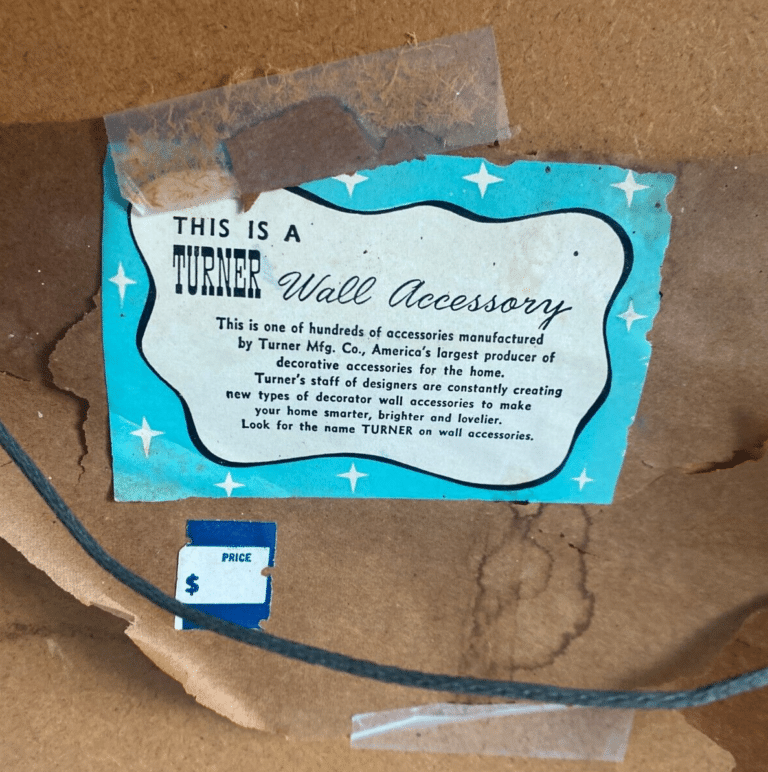 THIS IS A
TURNER Wall Accessory
This is one of hundreds of accessories manufactured
by Turner Mfg. Co., America's largest producer of
decorative accessories for the home.
Turner's staff of designers are constantly creating
new types of decorator wall accessories to make
your home smarter, brighter and lovelier.
Look for the name TURNER on wall accessories.
PRICE
$